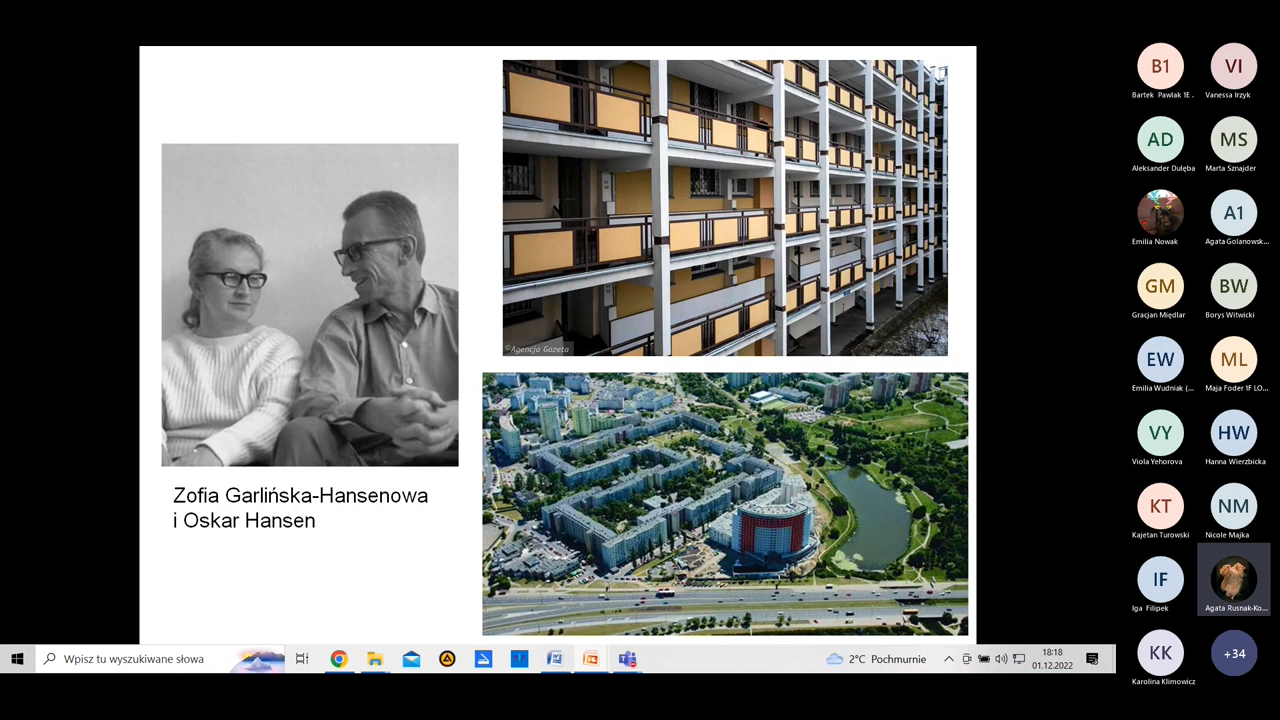 ©Agencja Gazeta
Zofia Garlińska-Hansenowa
i Oskar Hansen
B1
Bartek Pawlak 1E .
VI
Vanessa Irzyk
AD
Aleksander Dulęba
MS
Marta Sznajder
Emilia Nowak
A1
Agata Golanowsk...
GM
Gracjan Międlar
BW
Borys Witwicki
EW
Emilia Wudniak (...
ML
Maja Foder 1F LO...
VY
Viola Yehorova
HW
Hanna Wierzbicka
KT
Kajetan Turowski
NM
Nicole Majka
IF
Iga Filipek
Agata Rusnak-Ko...
KK
Karolina Klimowicz
+34
Wpisz tu wyszukiwane słowa
2°C Pochmurnie
18:18
01.12.2022